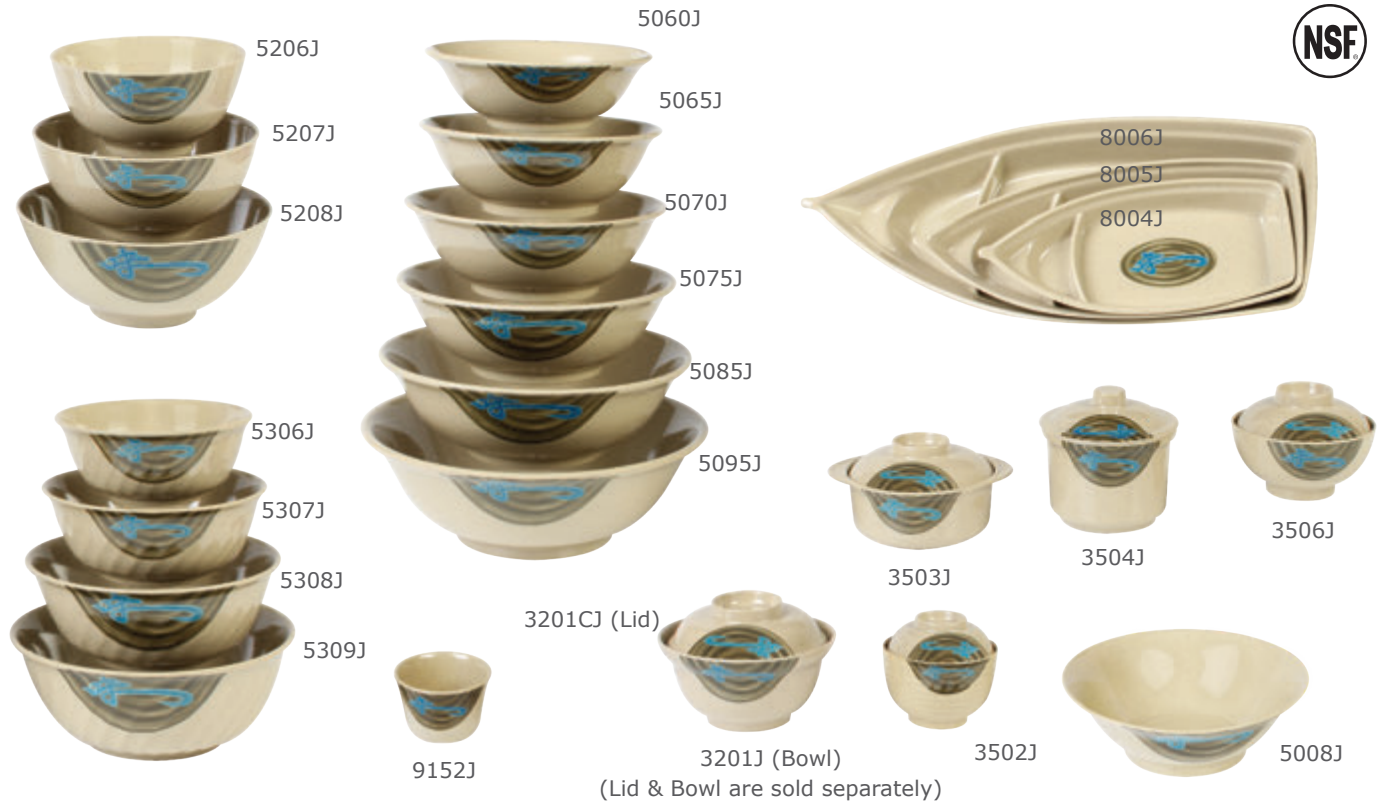 5060J
NSF®
5206J
5065J
5207J
8006J
8005J
5070J
5208J
8004J
5075J
5085J
5306J
5095J
5307J
3506J
3504J
5308J
3503J
3201CJ (Lid)
5309J
3201J (Bowl)
3502J
5008J
9152J
(Lid & Bowl are sold separately)